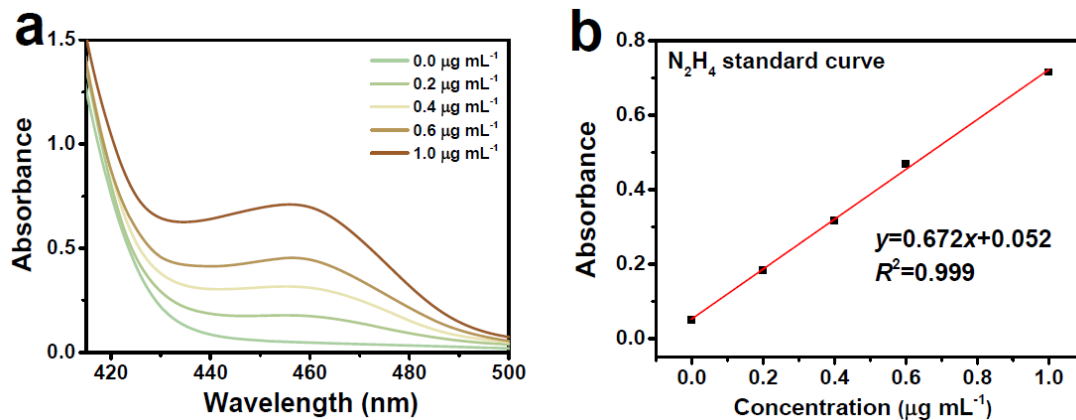 a
1.5
1.0
0.5
0.0
Absorbance
0.0 μg mL⁻¹
0.2 μg mL⁻¹
0.4 μg mL⁻¹
0.6 μg mL⁻¹
1.0 μg mL⁻¹
420 440 460 480 500
Wavelength (nm)
b
0.8
0.6
0.4
0.2
0.0
Absorbance
N₂H₄ standard curve
y=0.672x+0.052
R²=0.999
0.0 0.2 0.4 0.6 0.8 1.0
Concentration (μg mL⁻¹)